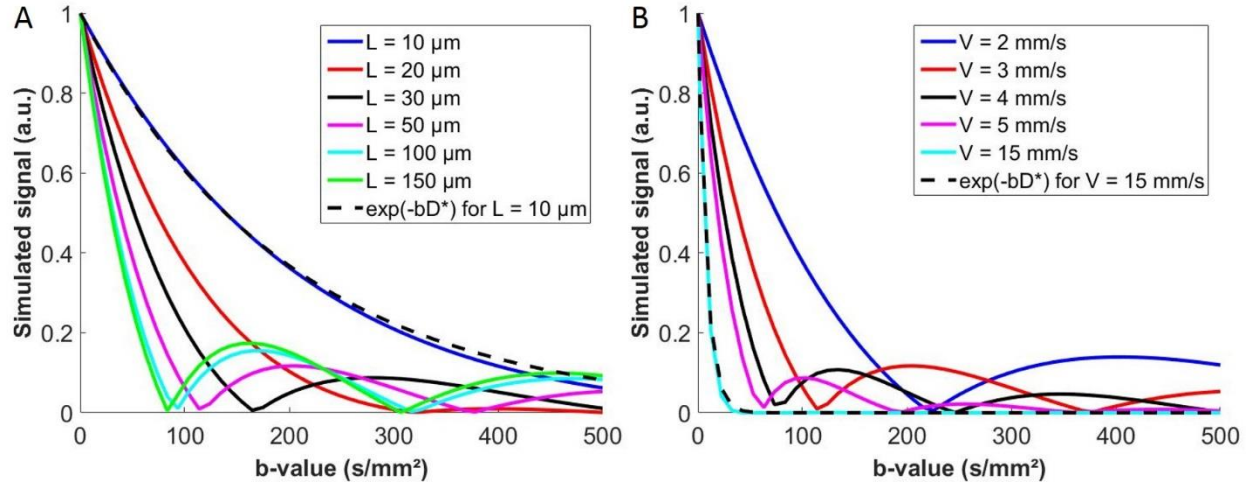 A
Simulated signal (a.u.)
1
0.8
0.6
0.4
0.2
0
0
100
200
300
400
500
b-value (s/mm²)
L = 10 µm
L = 20 µm
L = 30 µm
L = 50 µm
L = 100 µm
L = 150 µm
exp(-bD*) for L = 10 µm
B
Simulated signal (a.u.)
1
0.8
0.6
0.4
0.2
0
0
100
200
300
400
500
b-value (s/mm²)
V = 2 mm/s
V = 3 mm/s
V = 4 mm/s
V = 5 mm/s
V = 15 mm/s
exp(-bD*) for V = 15 mm/s